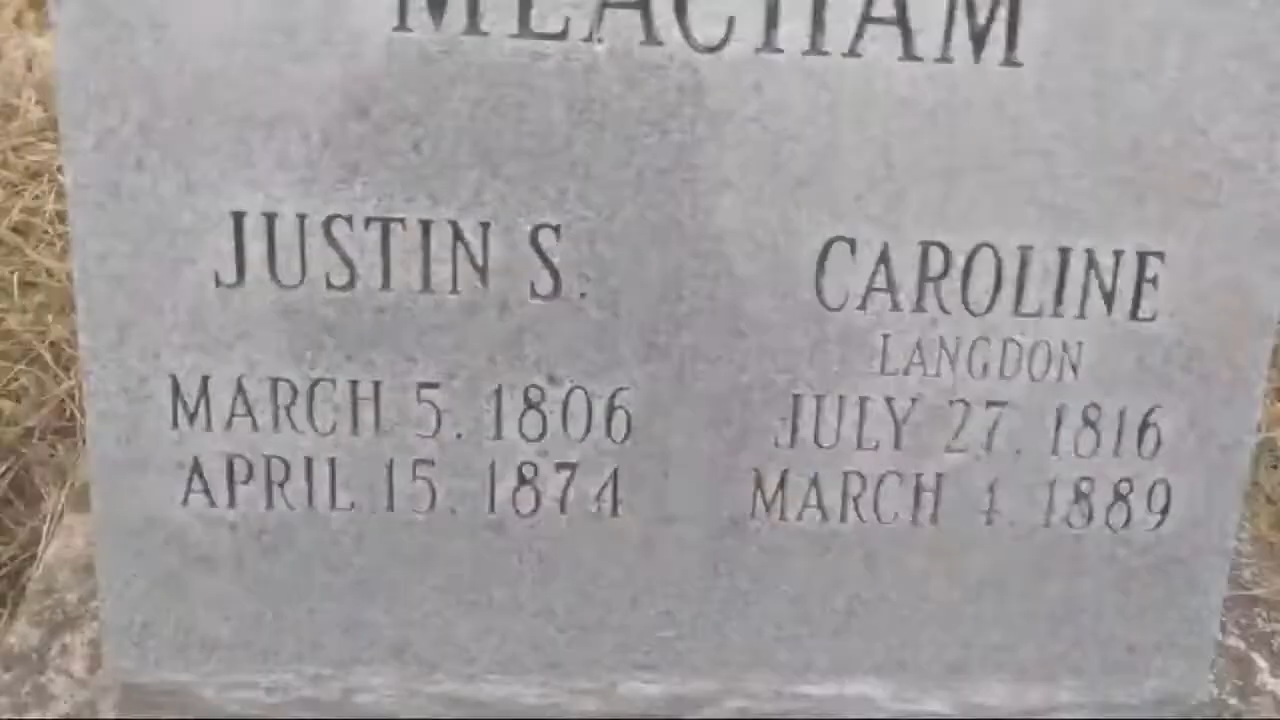 MEACHAM
JUSTIN S.
MARCH 5, 1806
APRIL 15, 1874
CAROLINE
LANGDON
JULY 27, 1816
MARCH 4, 1889